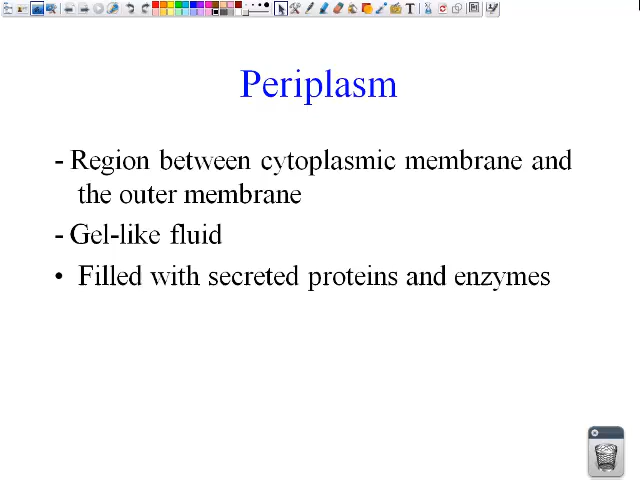 Periplasm
- Region between cytoplasmic membrane and
the outer membrane
- Gel-like fluid
• Filled with secreted proteins and enzymes